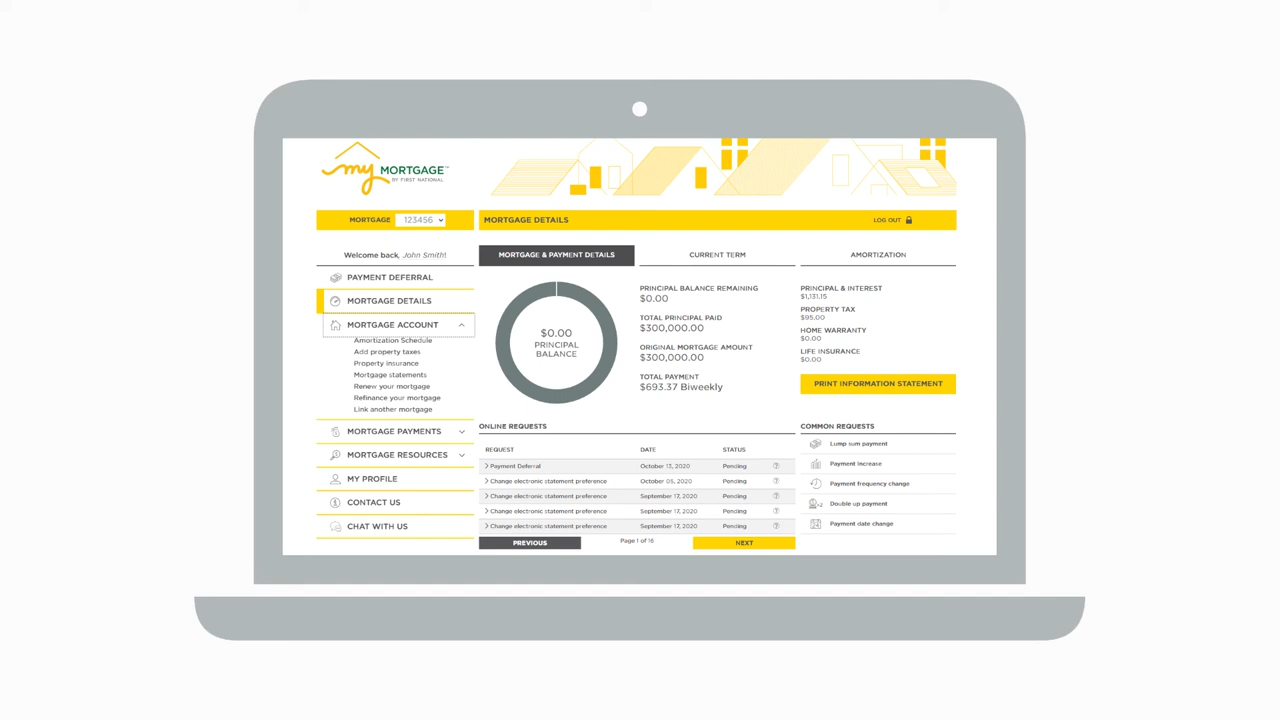 my MORTGAGE™
BY FIRST NATIONAL
MORTGAGE 123456
MORTGAGE DETAILS
LOG OUT
Welcome back, John Smith!
PAYMENT DEFERRAL
MORTGAGE DETAILS
MORTGAGE ACCOUNT
Amortization Schedule
Add property taxes
Property insurance
Mortgage statements
Renew your mortgage
Refinance your mortgage
Link another mortgage
MORTGAGE PAYMENTS
MORTGAGE RESOURCES
MY PROFILE
CONTACT US
CHAT WITH US
MORTGAGE & PAYMENT DETAILS
CURRENT TERM
AMORTIZATION
$0.00
PRINCIPAL
BALANCE
PRINCIPAL BALANCE REMAINING
$0.00
TOTAL PRINCIPAL PAID
$300,000.00
ORIGINAL MORTGAGE AMOUNT
$300,000.00
TOTAL PAYMENT
$693.37 Biweekly
PRINCIPAL & INTEREST
$1,131.15
PROPERTY TAX
$95.00
HOME WARRANTY
$0.00
LIFE INSURANCE
$0.00
PRINT INFORMATION STATEMENT
ONLINE REQUESTS
REQUEST DATE STATUS
Payment Deferral October 13, 2020 Pending
Change electronic statement preference October 05, 2020 Pending
Change electronic statement preference September 17, 2020 Pending
Change electronic statement preference September 17, 2020 Pending
Change electronic statement preference September 17, 2020 Pending
PREVIOUS Page 1 of 16 NEXT
COMMON REQUESTS
Lump sum payment
Payment increase
Payment frequency change
Double up payment
Payment date change